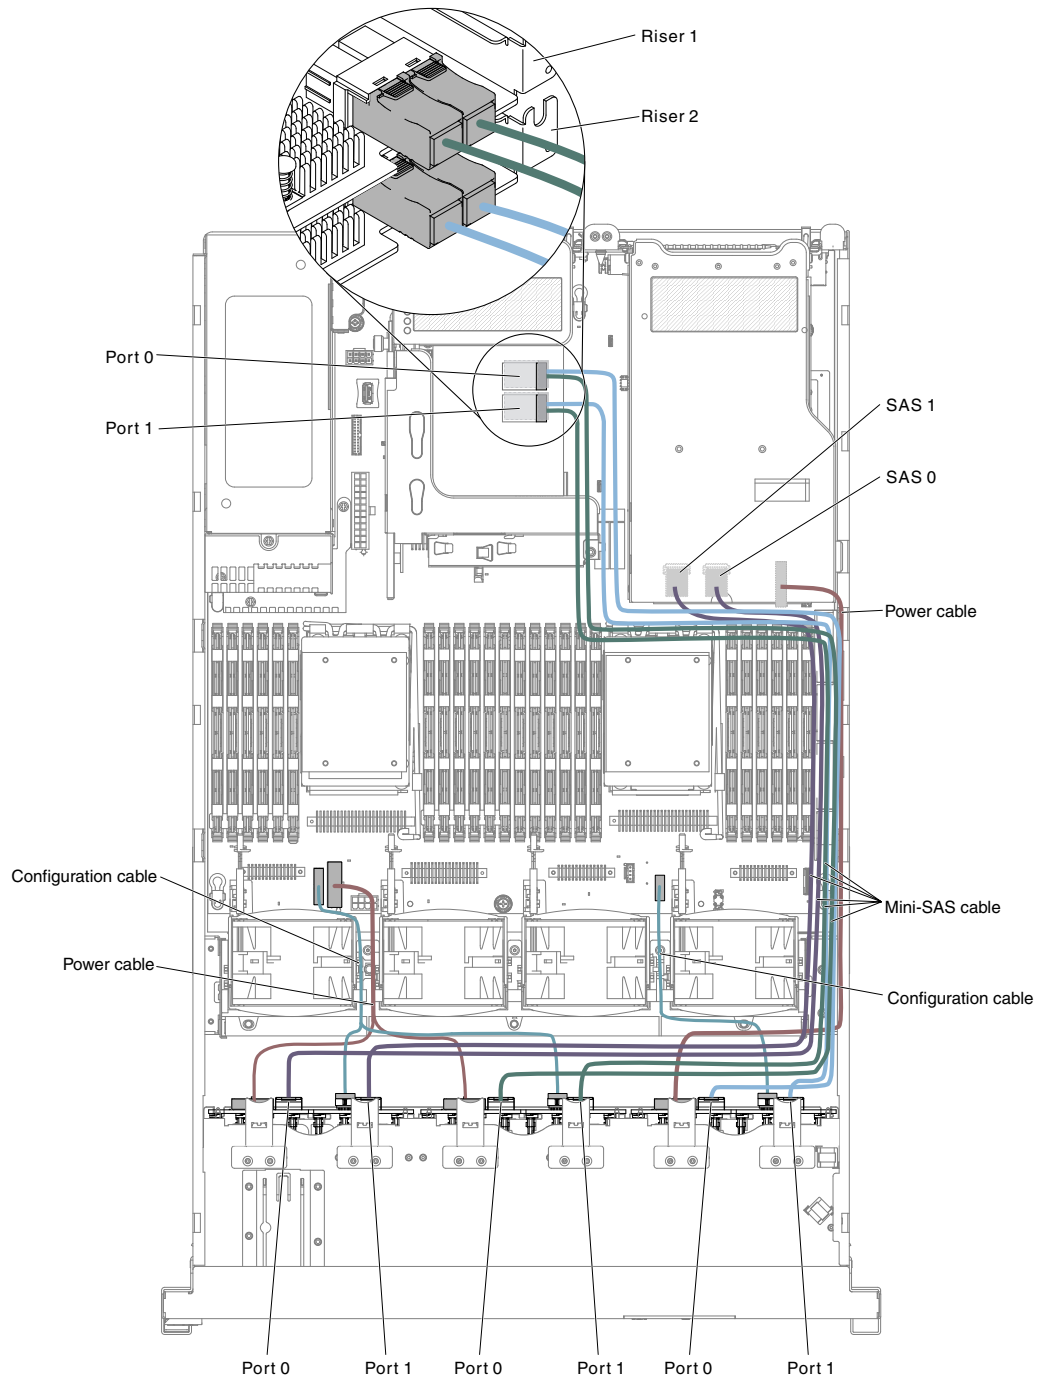 Riser 1
Riser 2
Port 0
Port 1
SAS 1
SAS 0
Power cable
Configuration cable
Mini-SAS cable
Power cable
Configuration cable
Port 0 Port 1 Port 0 Port 1 Port 0 Port 1